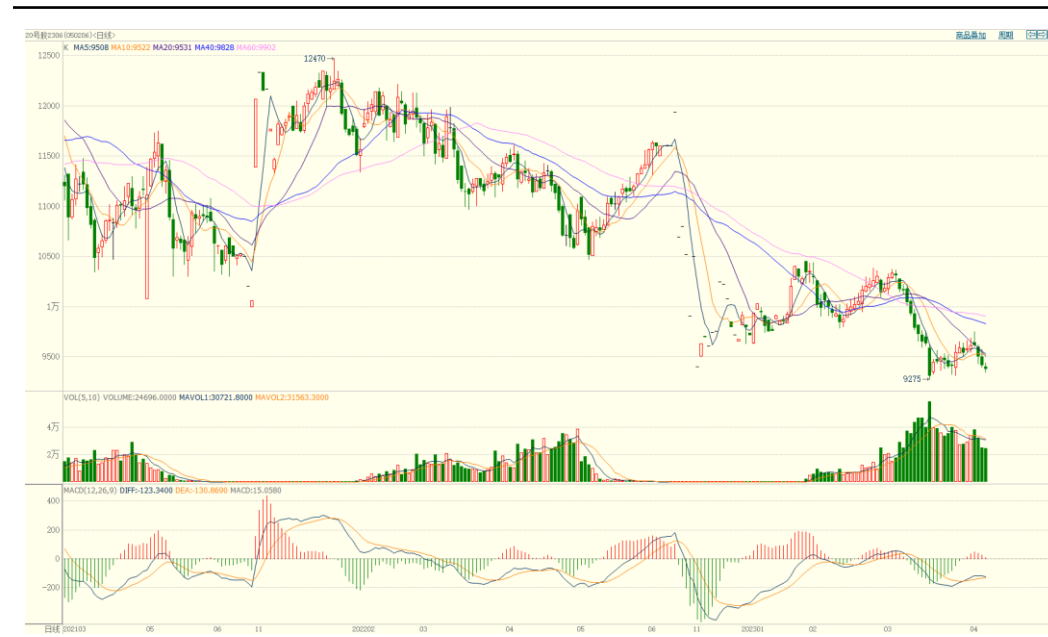 20号胶2306(050206)<日线>
商品叠加 周期
K MA5:9508 MA10:9522 MA20:9531 MA40:9828 MA60:9902
12500
12470
12000
11500
11000
10500
1万
9500
9275
VOL(5,10) VOLUME:24696.0000 MAVOL1:30721.8000 MAVOL2:31563.3000
4万
2万
MACD(12,26,9) DIFF:-123.3400 DEA:-130.8690 MACD:15.0580
400
200
0
-200
日线 202103 05 06 11 202202 03 04 05 06 11 202301 02 03 04